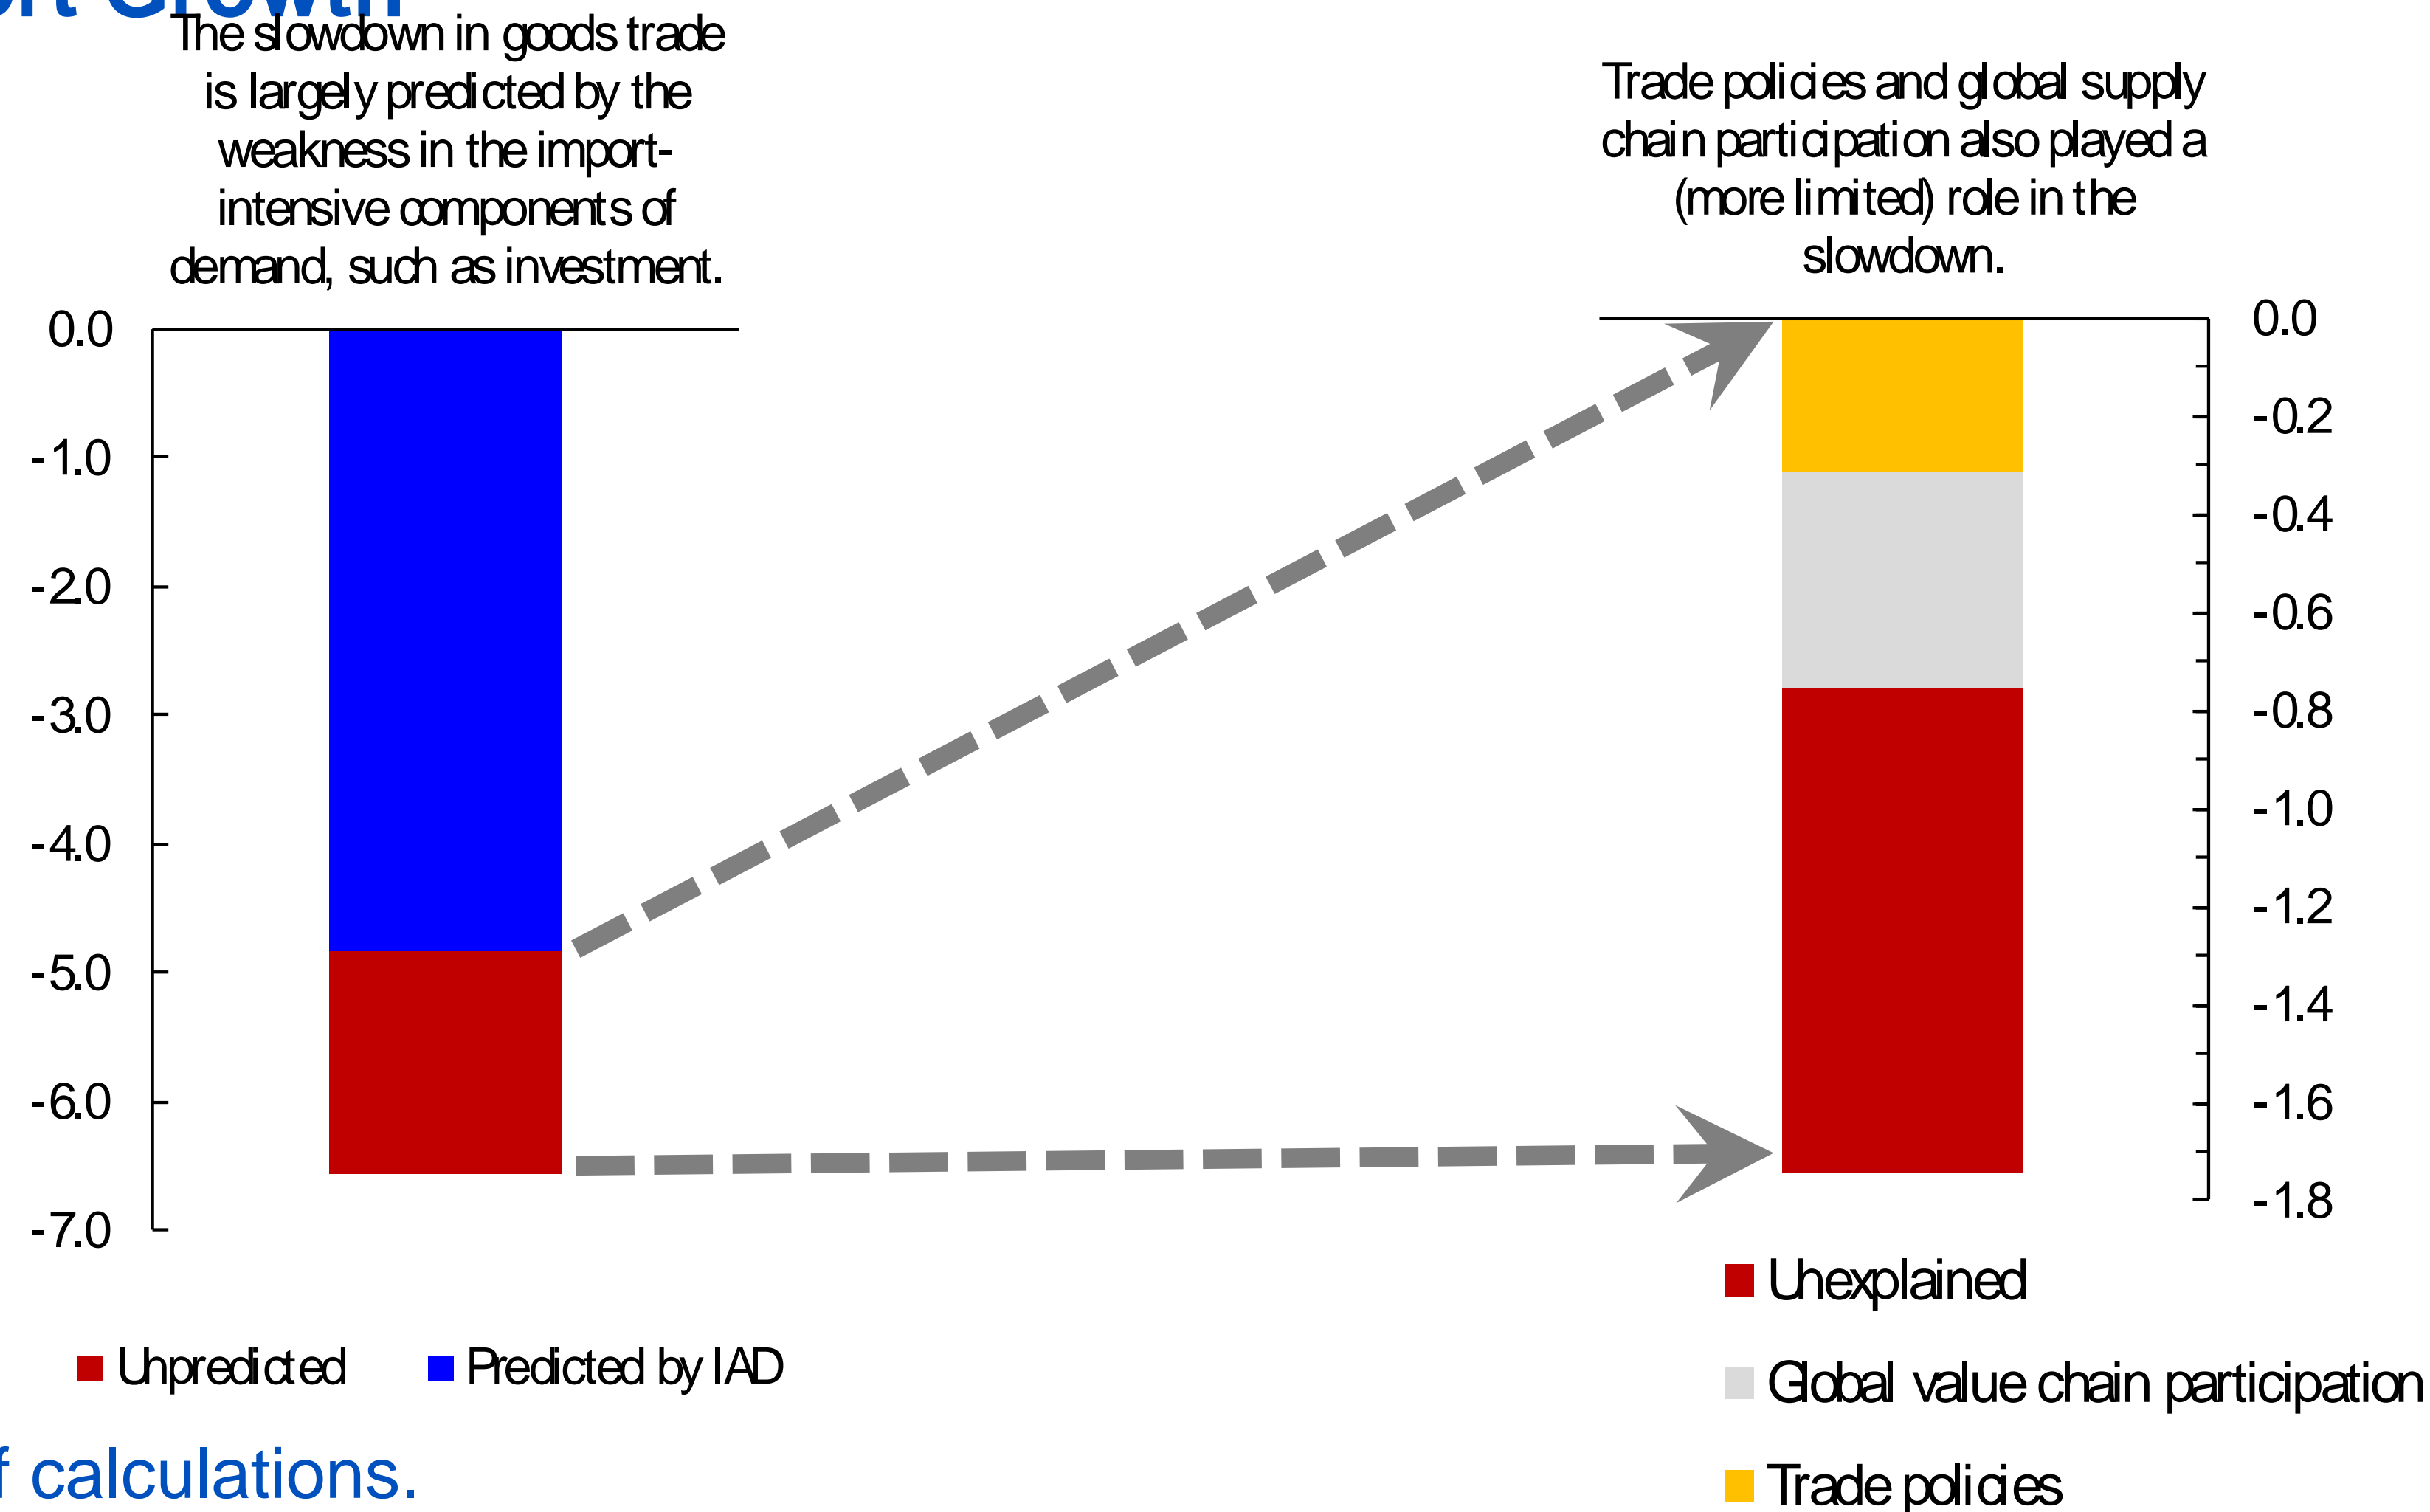 Growth
The slowdown in goods trade
is largely predicted by the
weakness in the import-
intensive components of
demand, such as investment.
Trade policies and global supply
chain participation also played a
(more limited) role in the
slowdown.
0.0
-1.0
-2.0
-3.0
-4.0
-5.0
-6.0
-7.0
0.0
-0.2
-0.4
-0.6
-0.8
-1.0
-1.2
-1.4
-1.6
-1.8
Unpredicted
Predicted by IAD
Unexplained
Global value chain participation
Trade policies
calculations.